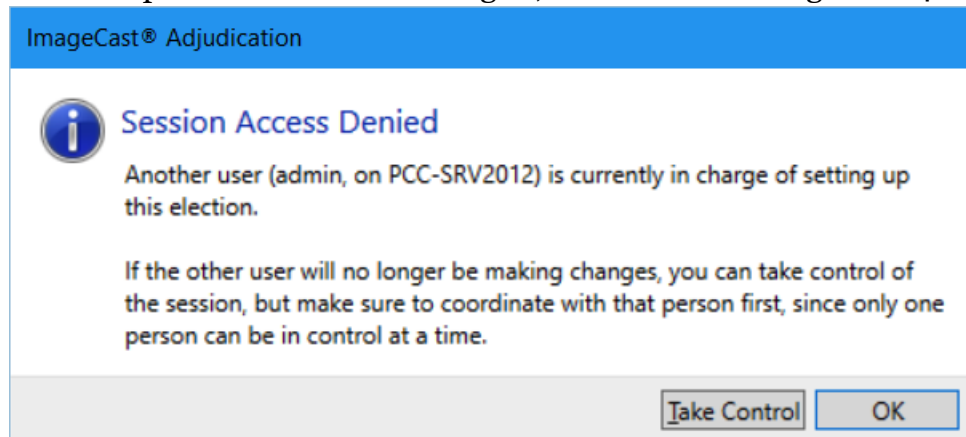 ImageCast® Adjudication
Session Access Denied
Another user (admin, on PCC-SRV2012) is currently in charge of setting up
this election.
If the other user will no longer be making changes, you can take control of
the session, but make sure to coordinate with that person first, since only one
person can be in control at a time.
Take Control
OK